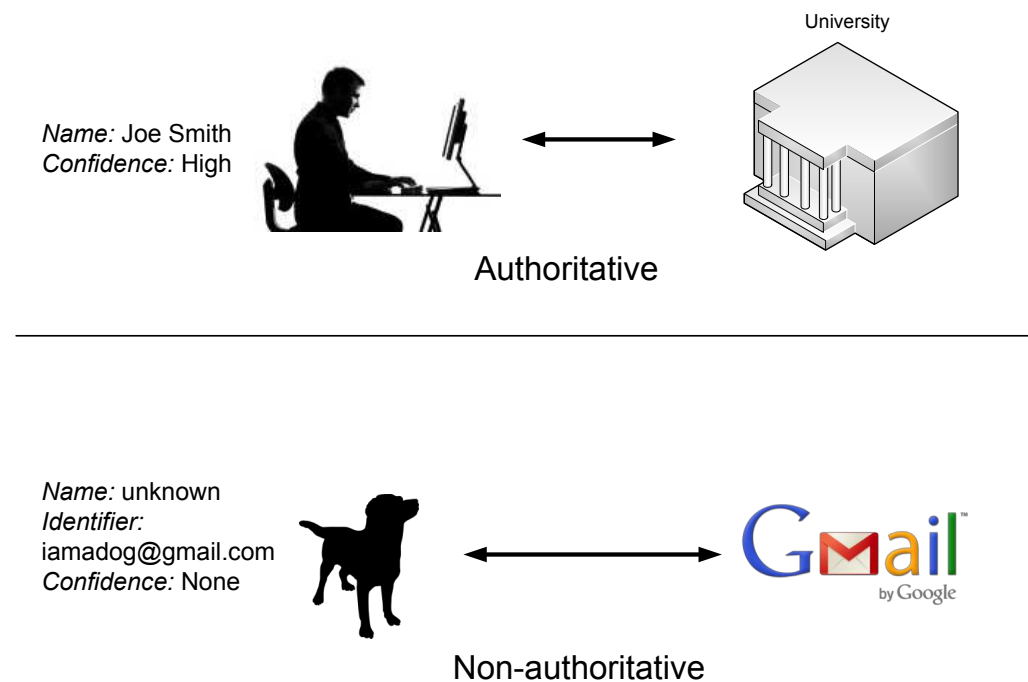 University
Name: Joe Smith
Confidence: High
Authoritative
Name: unknown
Identifier:
iamadog@gmail.com
Confidence: None
Gmail™
by Google
Non-authoritative